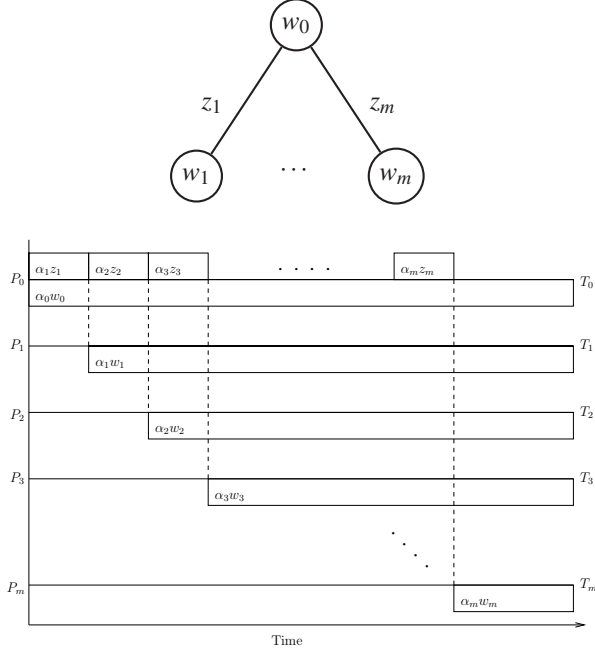 w₀
z₁ zₘ
w₁ ... wₘ
α₁z₁ α₂z₂ α₃z₃ . . . . αₘzₘ
P₀ T₀
α₀w₀
P₁ T₁
α₁w₁
P₂ T₂
α₂w₂
P₃ T₃
α₃w₃
Pₘ Tₘ
αₘwₘ
Time